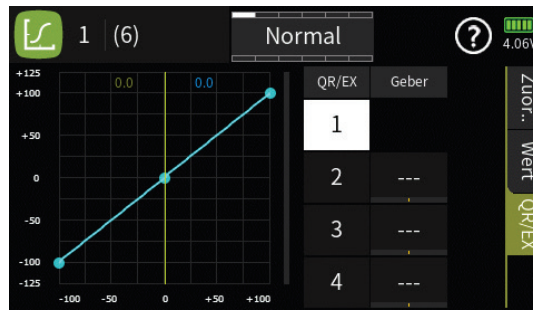 1 (6)
Normal
?
4.06V
+125
+100
+50
0
-50
-100
-125
-100 -50 0 +50 +100
0.0 0.0
QR/EX Geber
1
2 ---
3 ---
4 ---
Zuor..
Wert
QR/EX